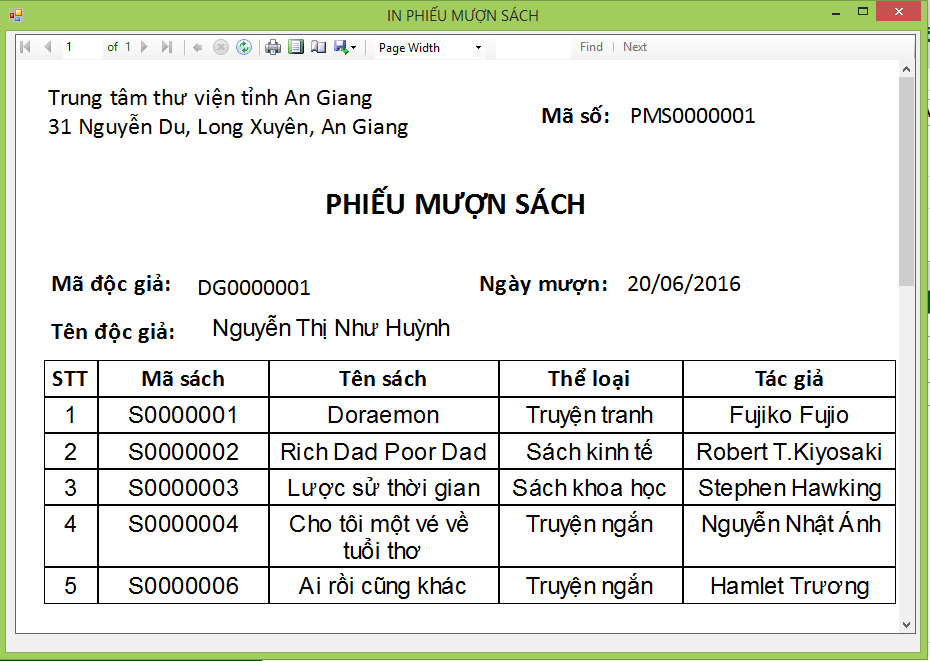 IN PHIẾU MƯỢN SÁCH
1 of 1 Page Width Find Next
Trung tâm thư viện tỉnh An Giang
31 Nguyễn Du, Long Xuyên, An Giang
Mã số: PMS0000001
PHIẾU MƯỢN SÁCH
Mã độc giả: DG0000001 Ngày mượn: 20/06/2016
Tên độc giả: Nguyễn Thị Như Huỳnh
STT Mã sách Tên sách Thể loại Tác giả
1 S0000001 Doraemon Truyện tranh Fujiko Fujio
2 S0000002 Rich Dad Poor Dad Sách kinh tế Robert T.Kiyosaki
3 S0000003 Lược sử thời gian Sách khoa học Stephen Hawking
4 S0000004 Cho tôi một vé về Truyện ngắn Nguyễn Nhật Ánh
tuổi thơ
5 S0000006 Ai rồi cũng khác Truyện ngắn Hamlet Trương